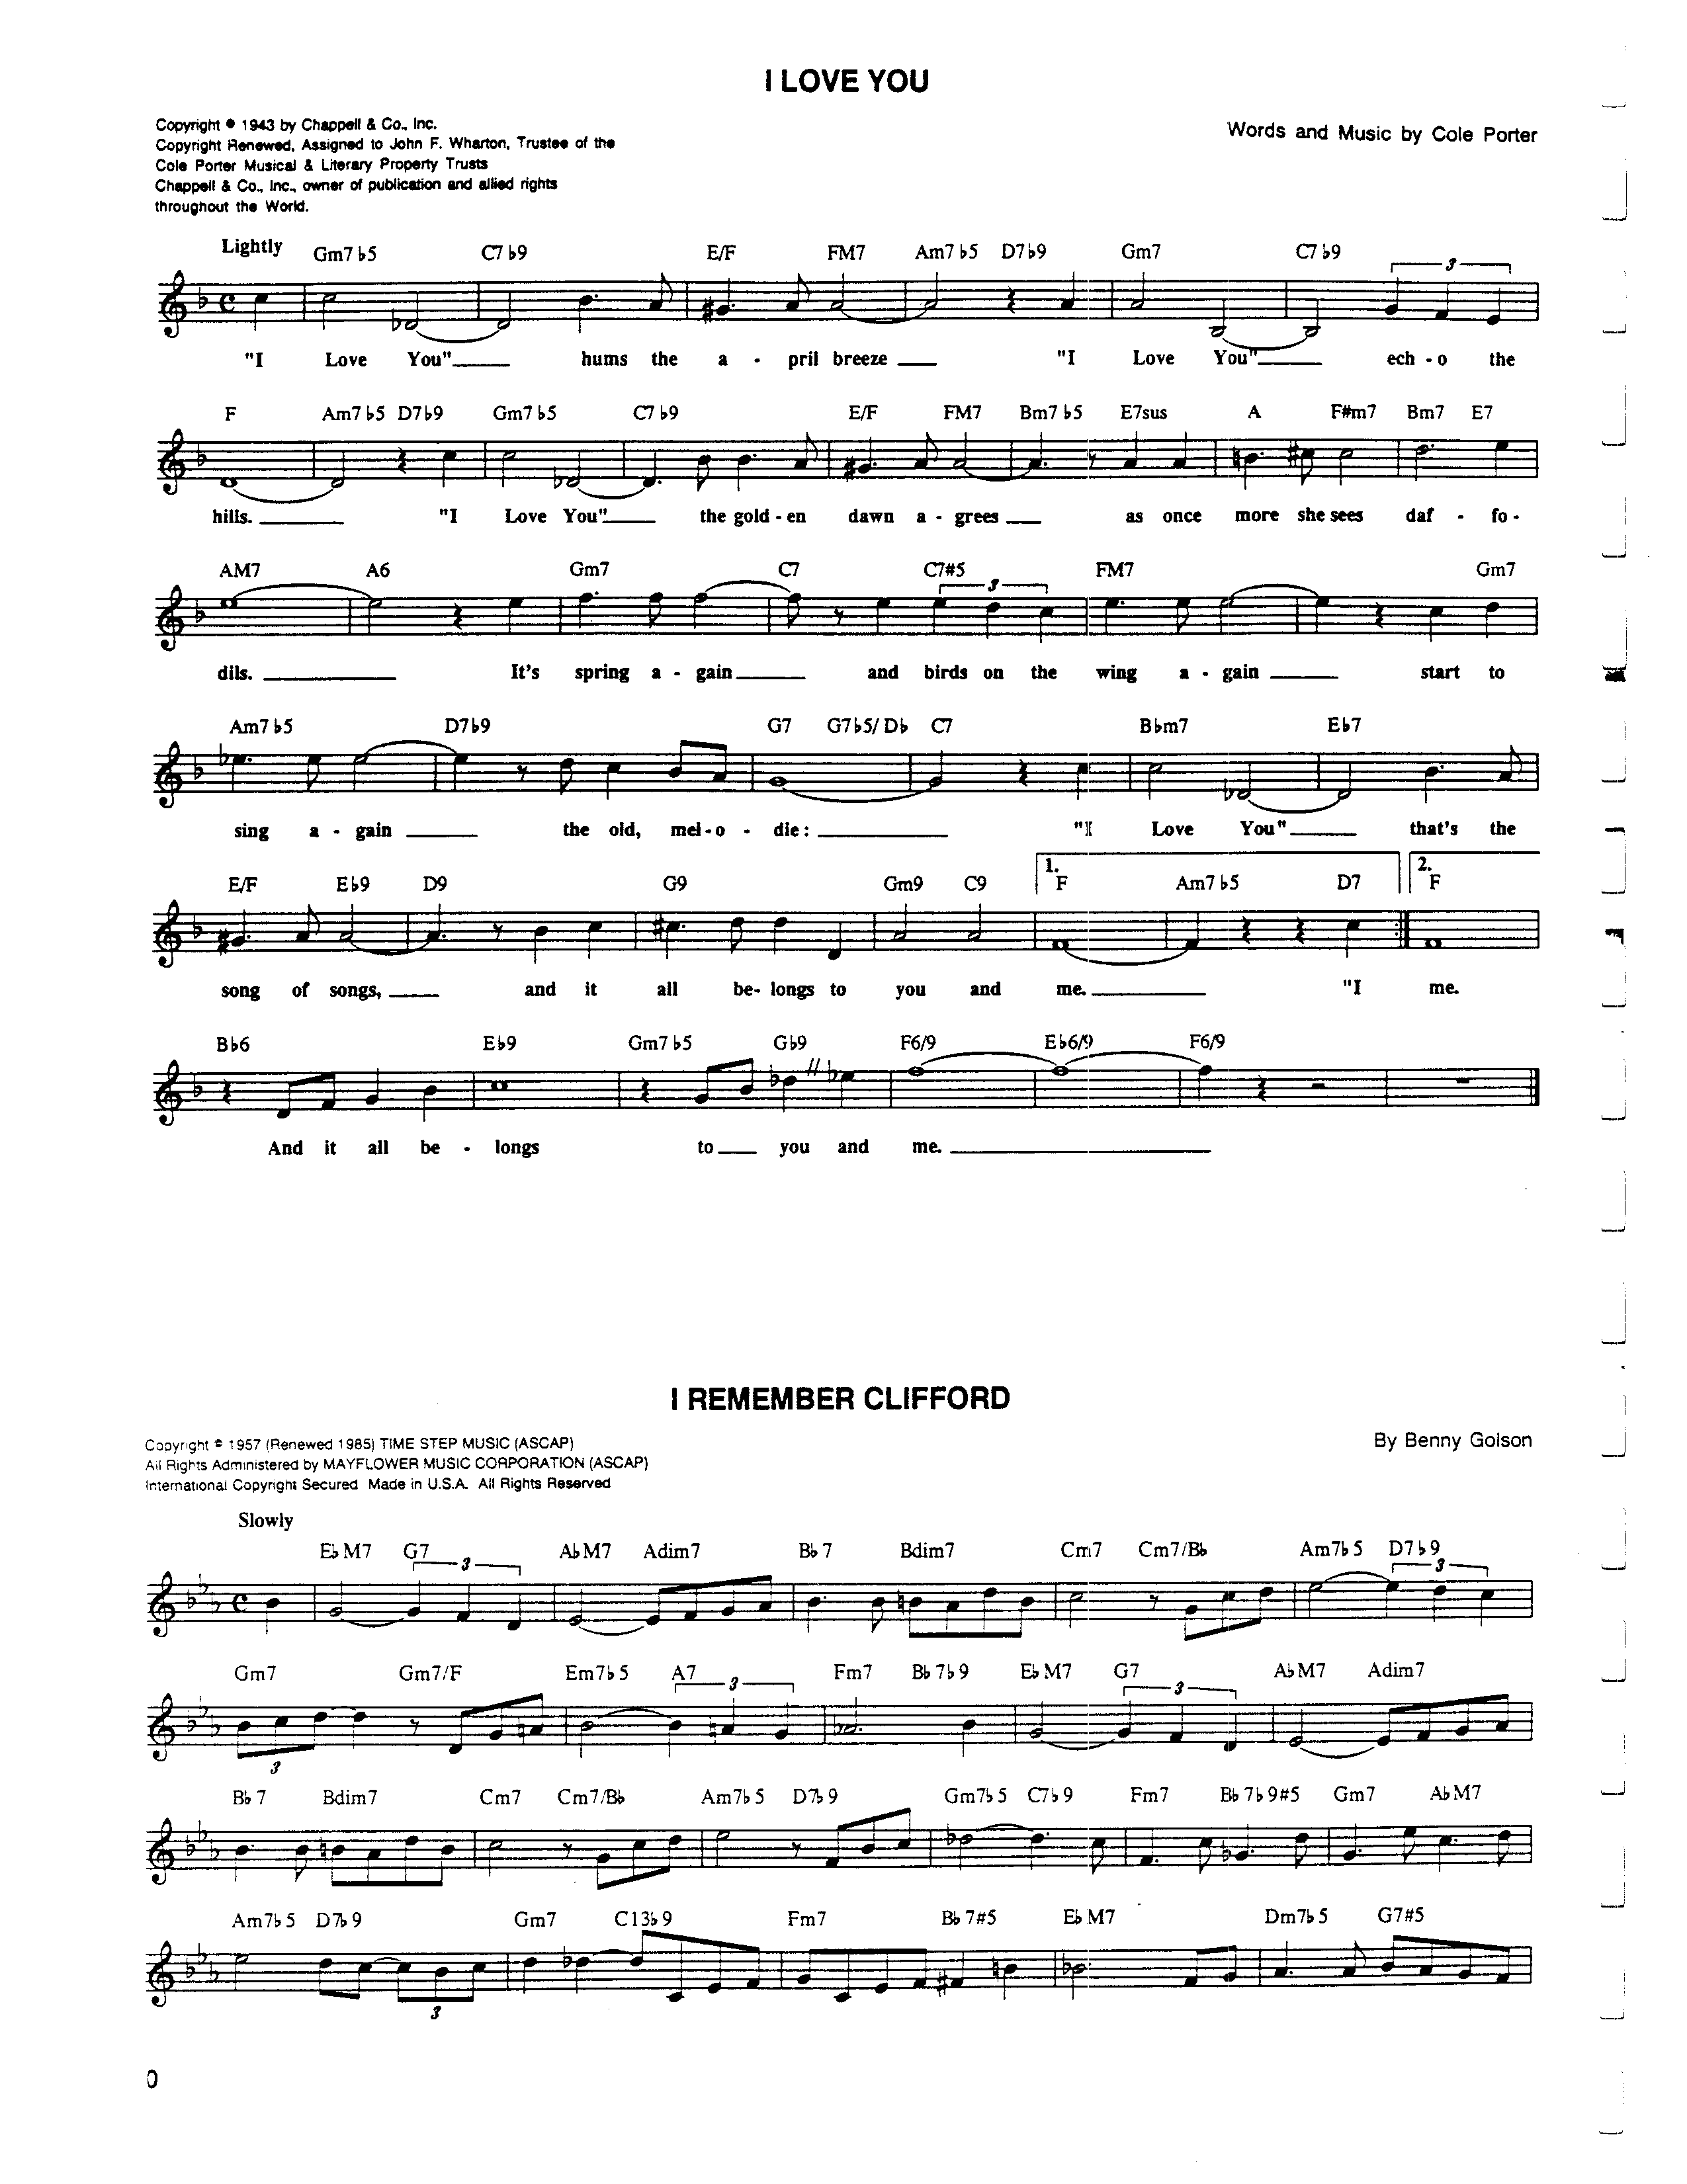 I LOVE YOU
Copyright © 1943 by Chappell & Co., Inc.
Copyright Renewed, Assigned to John F. Wharton, Trustee of the
Cole Porter Musical & Literary Property Trusts
Chappell & Co., Inc., owner of publication and allied rights
throughout the World.
Words and Music by Cole Porter
Lightly
Gm7♭5 C7♭9 E/F FM7 Am7♭5 D7♭9 Gm7 C7♭9
3
"I Love You" hums the a - pril breeze "I Love You" ech - o the
F Am7♭5 D7♭9 Gm7♭5 C7♭9 E/F FM7 Bm7♭5 E7sus A F#m7 Bm7 E7
hills. "I Love You" the gold - en dawn a - grees as once more she sees daf - fo -
AM7 A6 Gm7 C7 C7#5 FM7 Gm7
3
dils. It's spring a - gain and birds on the wing a - gain start to
Am7♭5 D7♭9 G7 G7♭5/D♭ C7 B♭m7 E♭7
sing a - gain the old, mel - o - die: "I Love You" that's the
E/F E♭9 D9 G9 Gm9 C9 1. F Am7♭5 D7 2. F
song of songs, and it all be- longs to you and me. "I me.
B♭6 E♭9 Gm7♭5 G♭9 F6/9 E♭6/9 F6/9
And it all be - longs to you and me.
I REMEMBER CLIFFORD
Copyright © 1957 (Renewed 1985) TIME STEP MUSIC (ASCAP)
All Rights Administered by MAYFLOWER MUSIC CORPORATION (ASCAP)
International Copyright Secured Made in U.S.A. All Rights Reserved
By Benny Golson
Slowly
E♭M7 G7 A♭M7 Adim7 B♭7 Bdim7 Cm7 Cm7/B♭ Am7♭5 D7♭9
3 3
Gm7 Gm7/F Em7♭5 A7 Fm7 B♭7♭9 E♭M7 G7 A♭M7 Adim7
3 3
3
B♭7 Bdim7 Cm7 Cm7/B♭ Am7♭5 D7♭9 Gm7♭5 C7♭9 Fm7 B♭7♭9#5 Gm7 A♭M7
Am7♭5 D7♭9 Gm7 C13♭9 Fm7 B♭7#5 E♭M7 Dm7♭5 G7#5
3
0